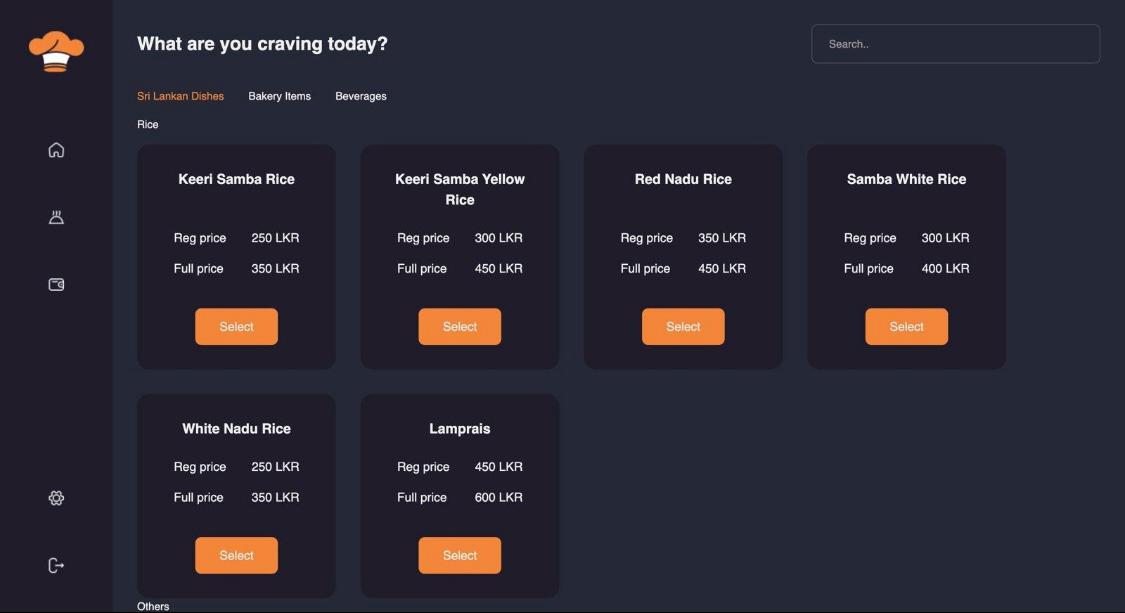 What are you craving today?
Search..
Sri Lankan Dishes Bakery Items Beverages
Rice
Keeri Samba Rice
Reg price 250 LKR
Full price 350 LKR
Select
Keeri Samba Yellow
Rice
Reg price 300 LKR
Full price 450 LKR
Select
Red Nadu Rice
Reg price 350 LKR
Full price 450 LKR
Select
Samba White Rice
Reg price 300 LKR
Full price 400 LKR
Select
White Nadu Rice
Reg price 250 LKR
Full price 350 LKR
Select
Lamprais
Reg price 450 LKR
Full price 600 LKR
Select
Others